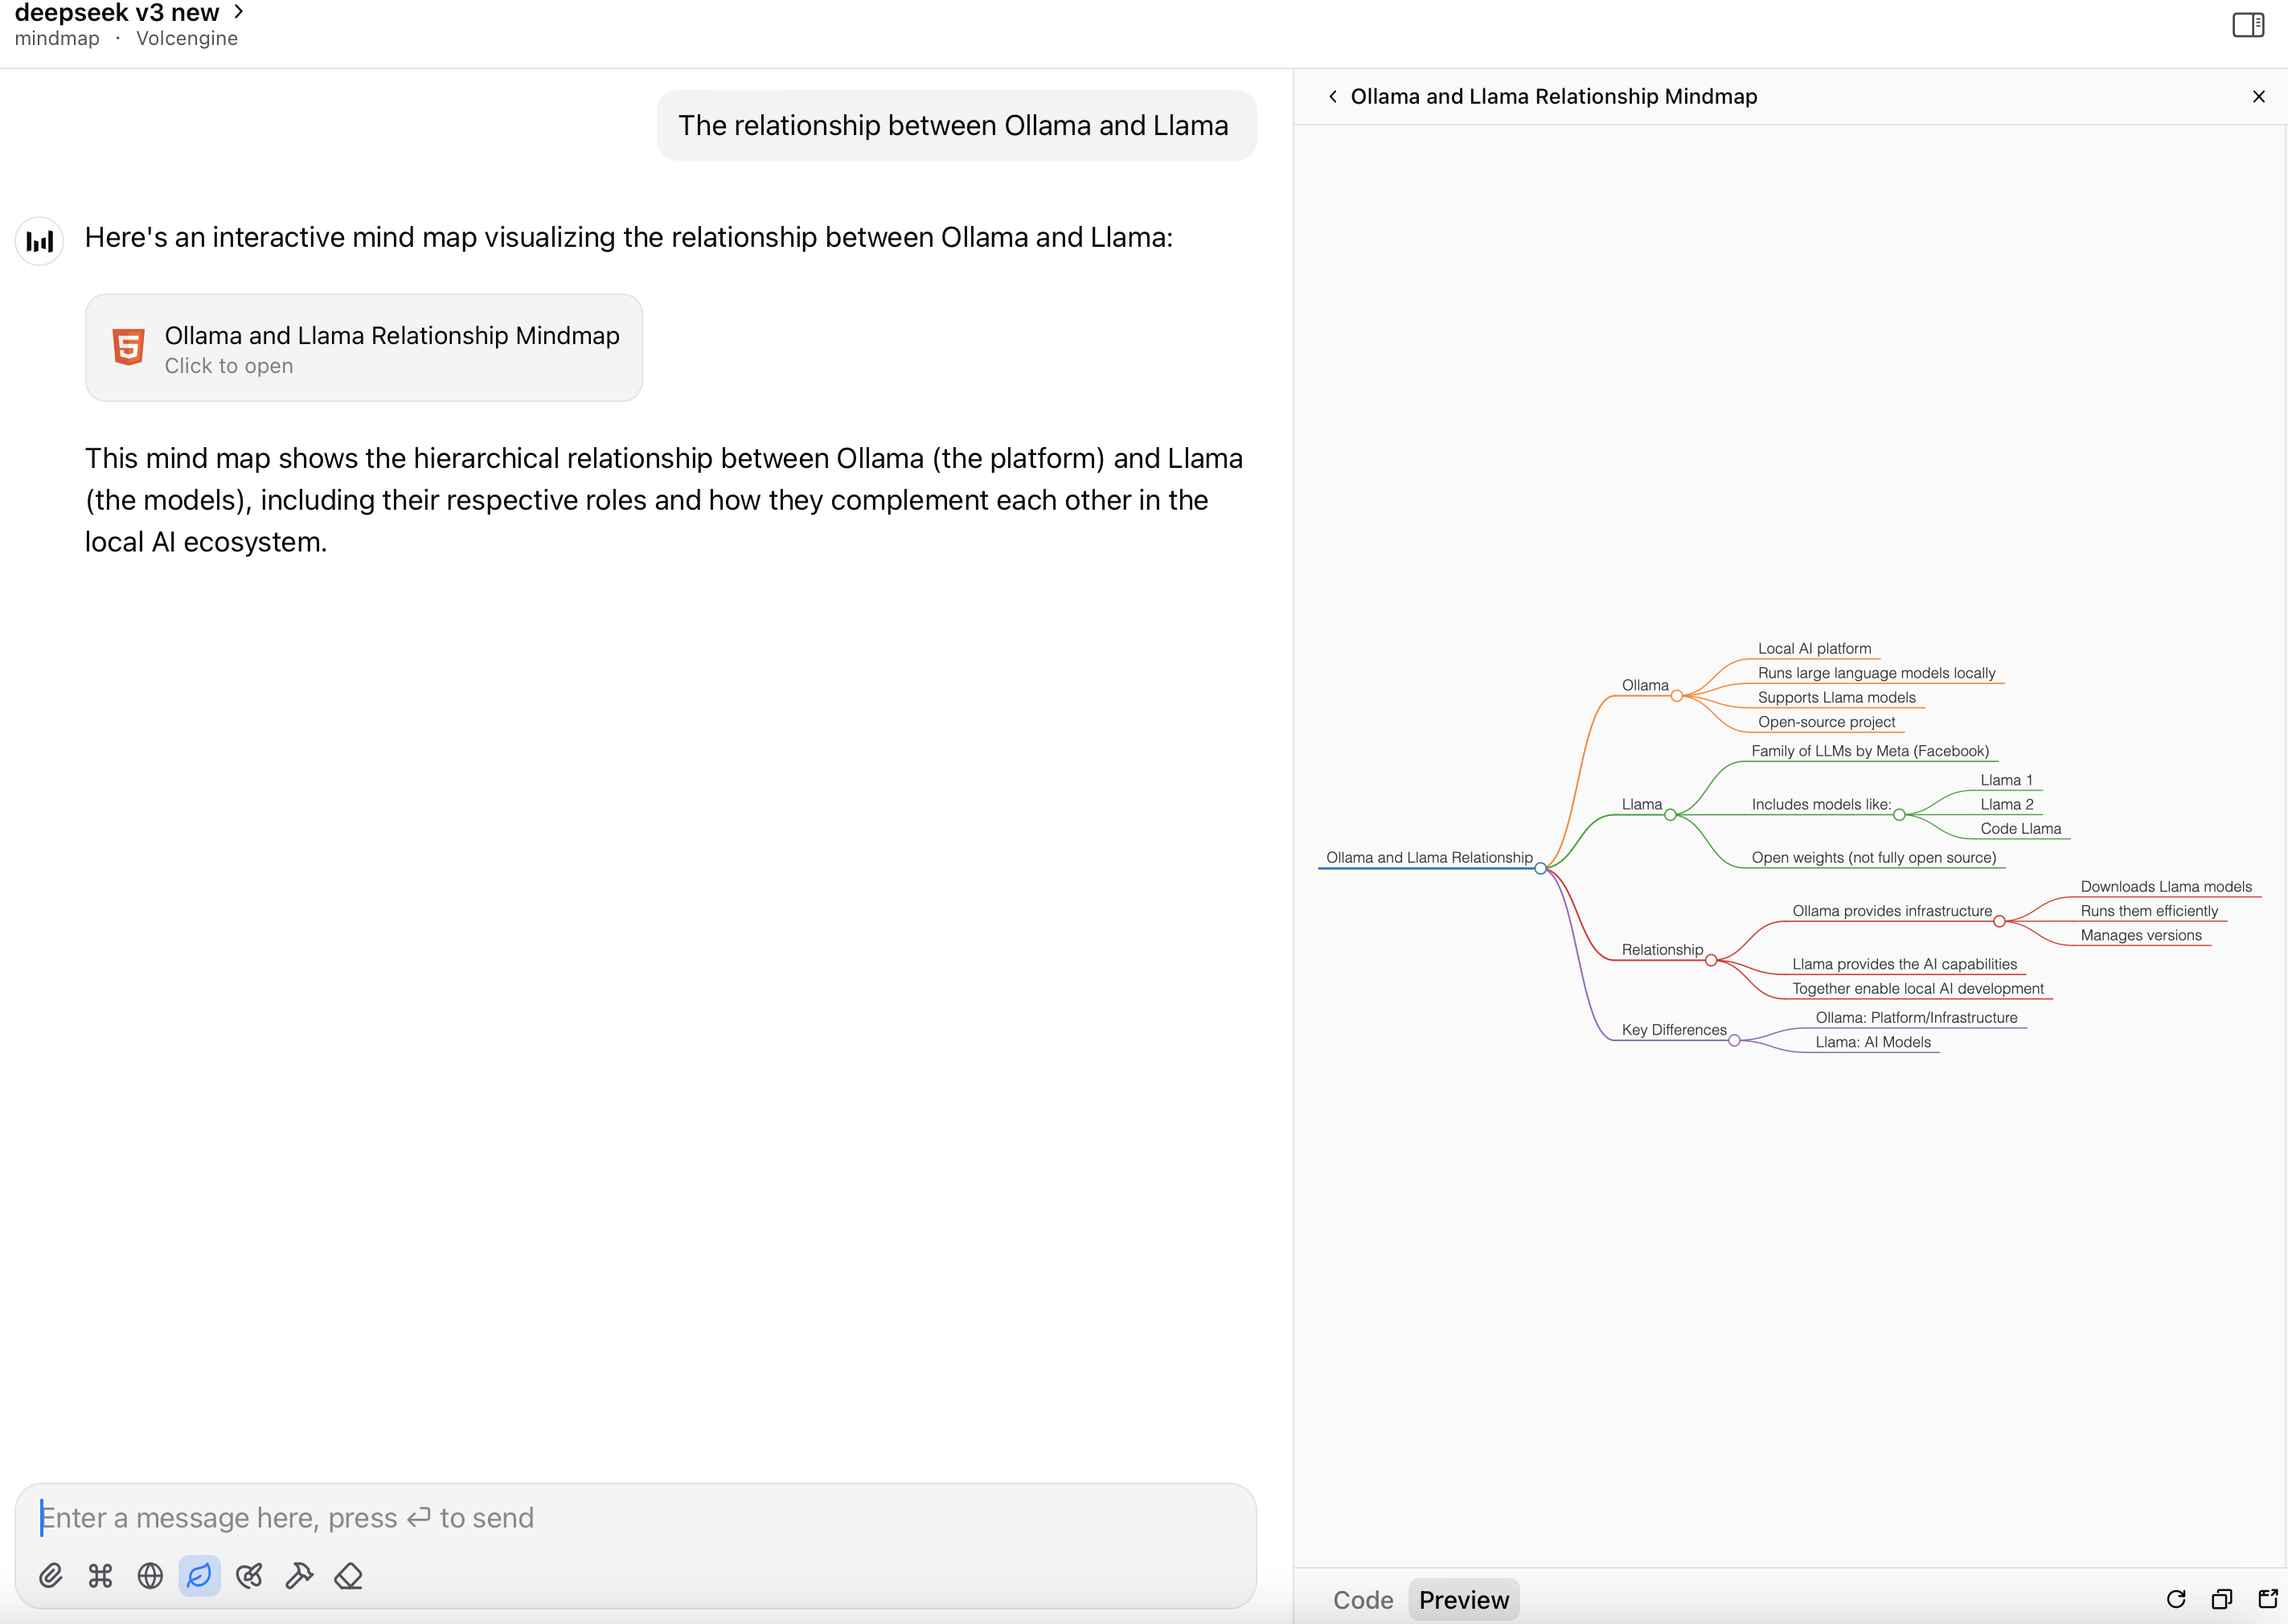 deepseek v3 new
mindmap · Volcengine
The relationship between Ollama and Llama
Here's an interactive mind map visualizing the relationship between Ollama and Llama:
Ollama and Llama Relationship Mindmap
Click to open
This mind map shows the hierarchical relationship between Ollama (the platform) and Llama
(the models), including their respective roles and how they complement each other in the
local AI ecosystem.
Enter a message here, press ⏎ to send
Ollama and Llama Relationship Mindmap
Ollama and Llama Relationship
Ollama
Local AI platform
Runs large language models locally
Supports Llama models
Open-source project
Llama
Family of LLMs by Meta (Facebook)
Includes models like:
Llama 1
Llama 2
Code Llama
Open weights (not fully open source)
Relationship
Ollama provides infrastructure
Downloads Llama models
Runs them efficiently
Manages versions
Llama provides the AI capabilities
Together enable local AI development
Key Differences
Ollama: Platform/Infrastructure
Llama: AI Models
Code
Preview